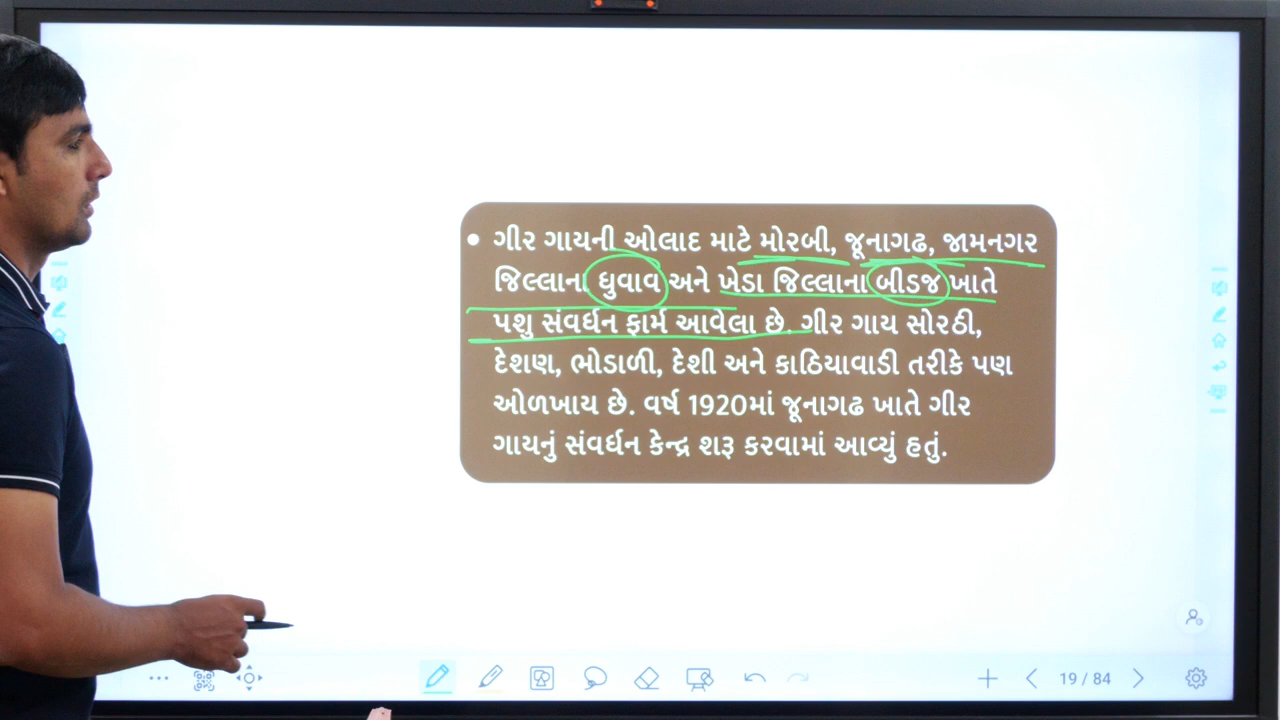 • ગીર ગાયની ઓલાદ માટે મોરબી, જૂનાગઢ, જામનગર
જિલ્લાના ધુવાવ અને ખેડા જિલ્લાના બીડજ ખાતે
પશુ સંવર્ધન ફાર્મ આવેલા છે. ગીર ગાય સોરઠી,
દેશણ, ભોડાળી, દેશી અને કાઠિયાવાડી તરીકે પણ
ઓળખાય છે. વર્ષ 1920માં જૂનાગઢ ખાતે ગીર
ગાયનું સંવર્ધન કેન્દ્ર શરૂ કરવામાં આવ્યું હતું.
19 / 84